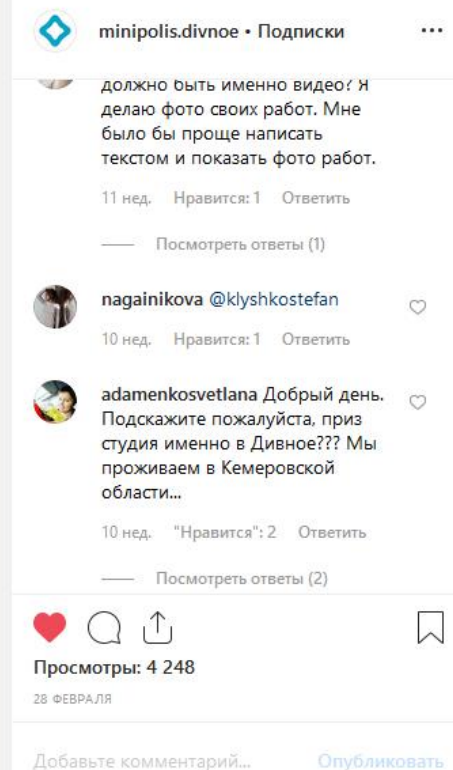 minipolis.divnoe • Подписки
должно быть именно видео? Я
делаю фото своих работ. Мне
было бы проще написать
текстом и показать фото работ.
11 нед. Нравится: 1 Ответить
Посмотреть ответы (1)
nagainikova @klyshkostefan
10 нед. Нравится: 1 Ответить
adamenkosvetlana Добрый день.
Подскажите пожалуйста, приз
студия именно в Дивное??? Мы
проживаем в Кемеровской
области...
10 нед. "Нравится": 2 Ответить
Посмотреть ответы (2)
Просмотры: 4 248
28 ФЕВРАЛЯ
Добавьте комментарий... Опубликовать